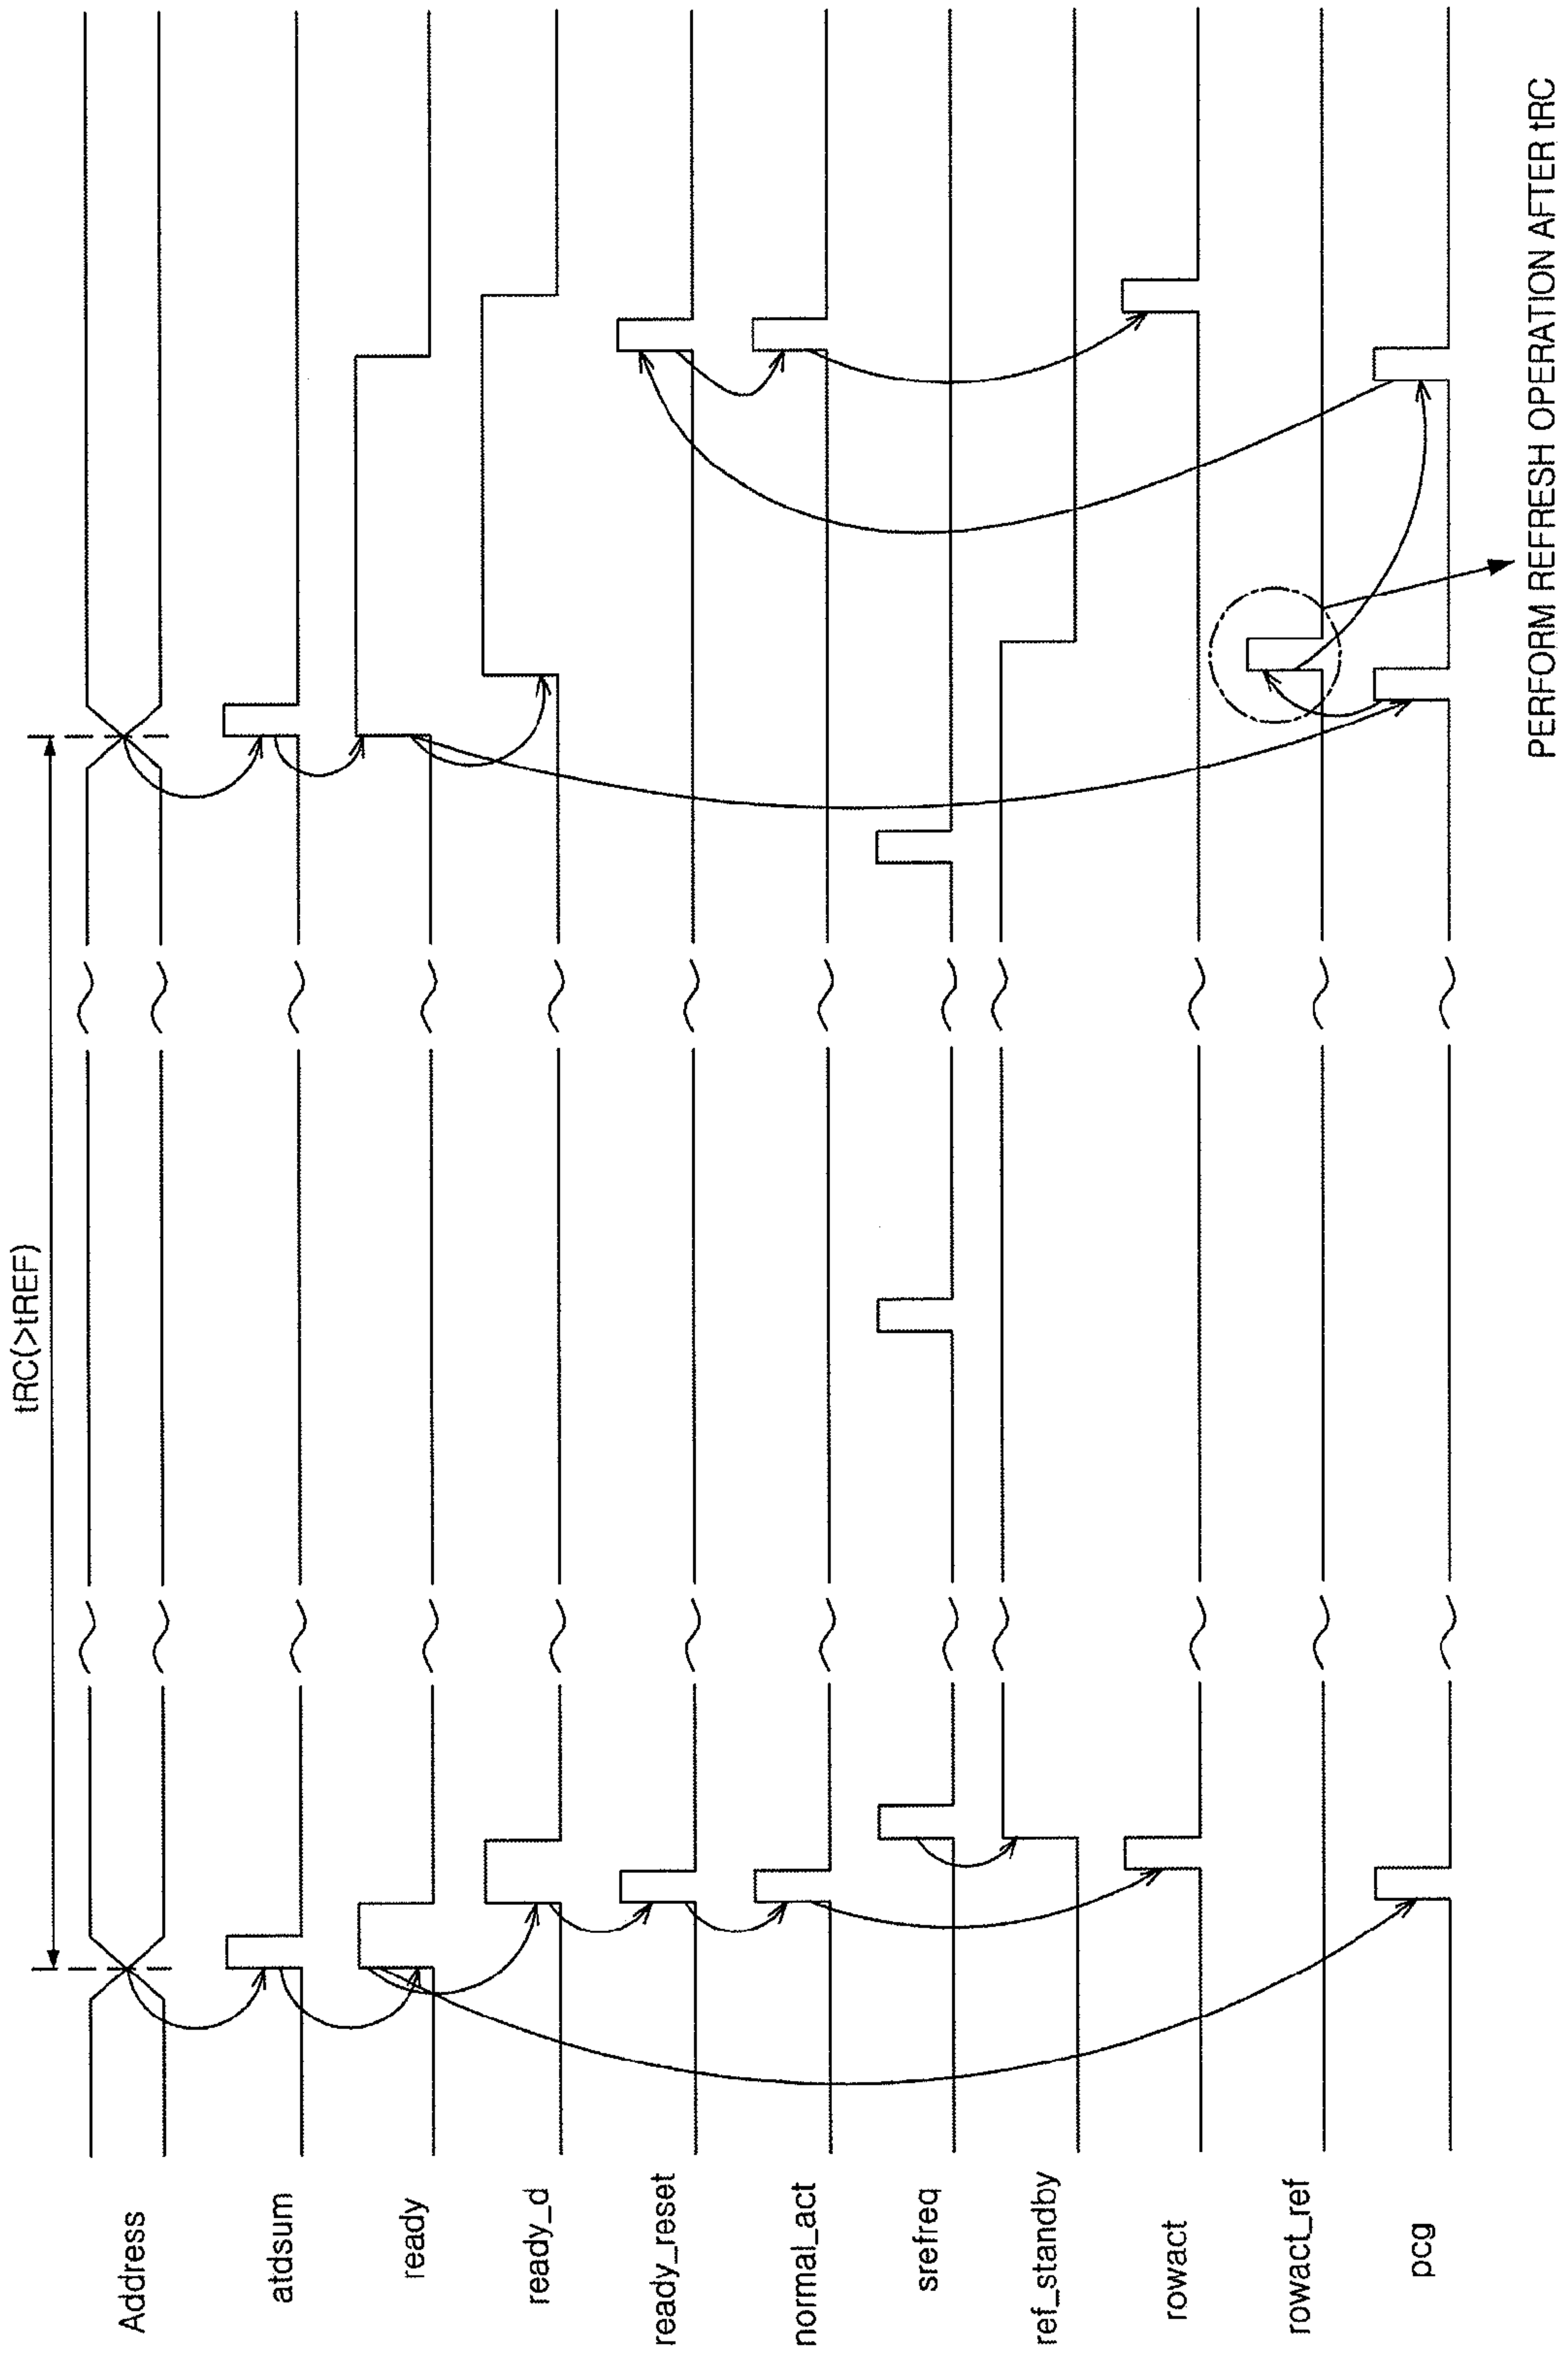 tRC(>tREF)
Address
atdsum
ready
ready_d
ready_reset
normal_act
srefreq
ref_standby
rowact
rowact_ref
pcg
PERFORM REFRESH OPERATION AFTER tRC